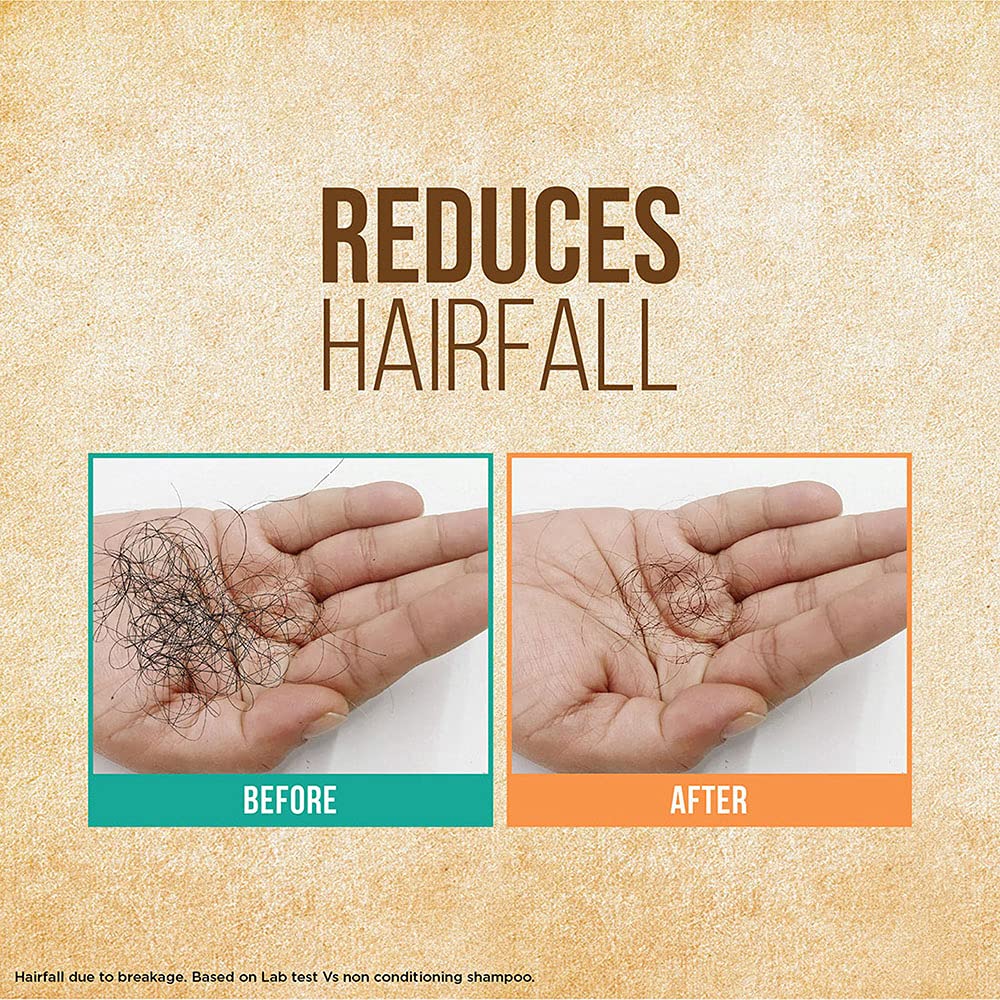 REDUCES
HAIRFALL
BEFORE
AFTER
Hairfall due to breakage. Based on Lab test Vs non conditioning shampoo.